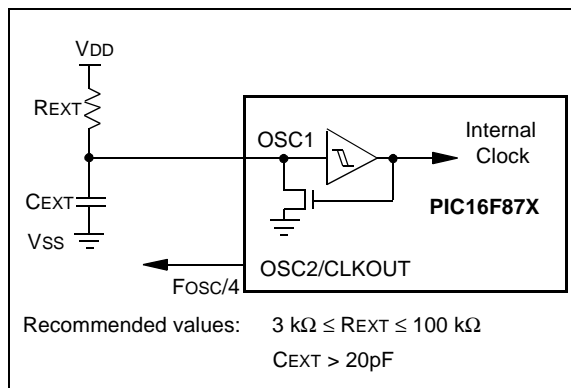 VDD
REXT
OSC1
Internal
Clock
CEXT
PIC16F87X
VSS
OSC2/CLKOUT
FOSC/4
Recommended values: 3 kΩ ≤ REXT ≤ 100 kΩ
CEXT > 20pF